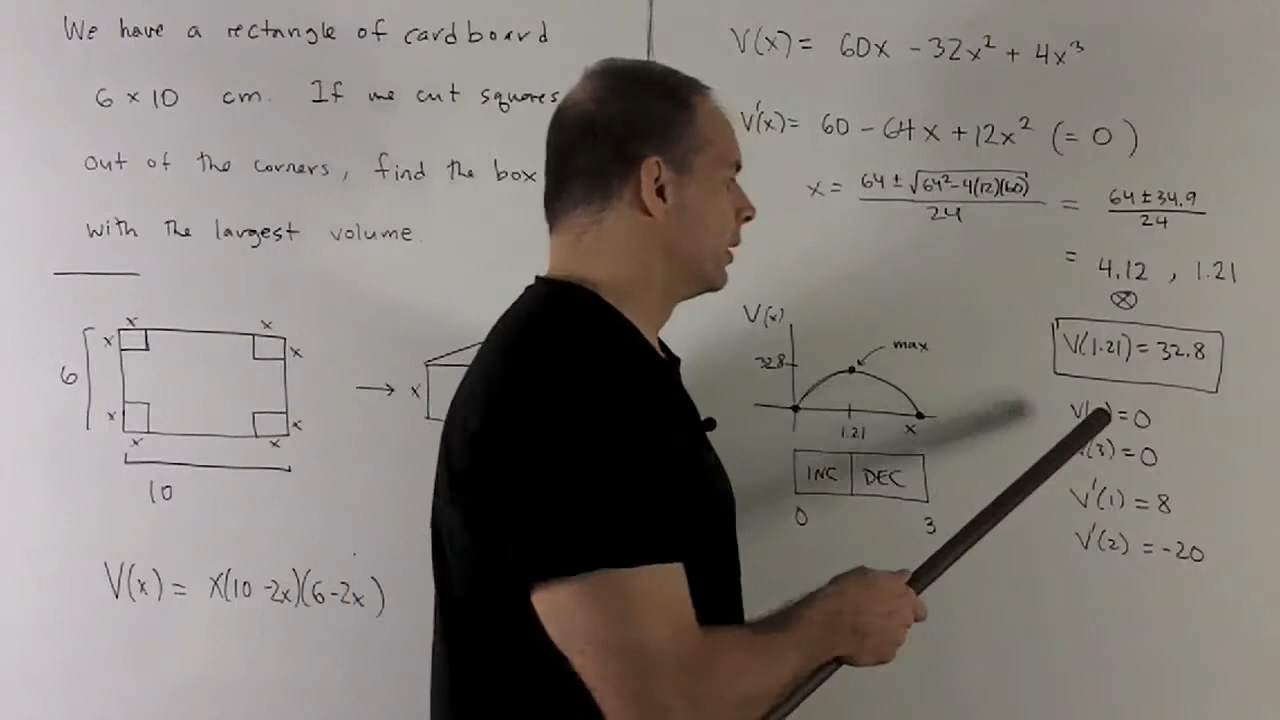 We have a rectangle of cardboard
6 x 10 cm. If we cut squares
out of the corners, find the box
with the largest volume.
x x
x x
6
x x
x x
10
→ x
V(x) = x(10 -2x)(6 -2x)
V(x) = 60x - 32x² + 4x³
V'(x) = 60 - 64x + 12x² (= 0)
x = 64 ± √(64² - 4(12)(60)) / 24 = 64 ± 34.9 / 24
= 4.12 , 1.21
⊗
V(x)
max
32.8
1.21 x
INC DEC
0 3
V(1.21) = 32.8
=0
(3) = 0
V'(1) = 8
V'(2) = -20